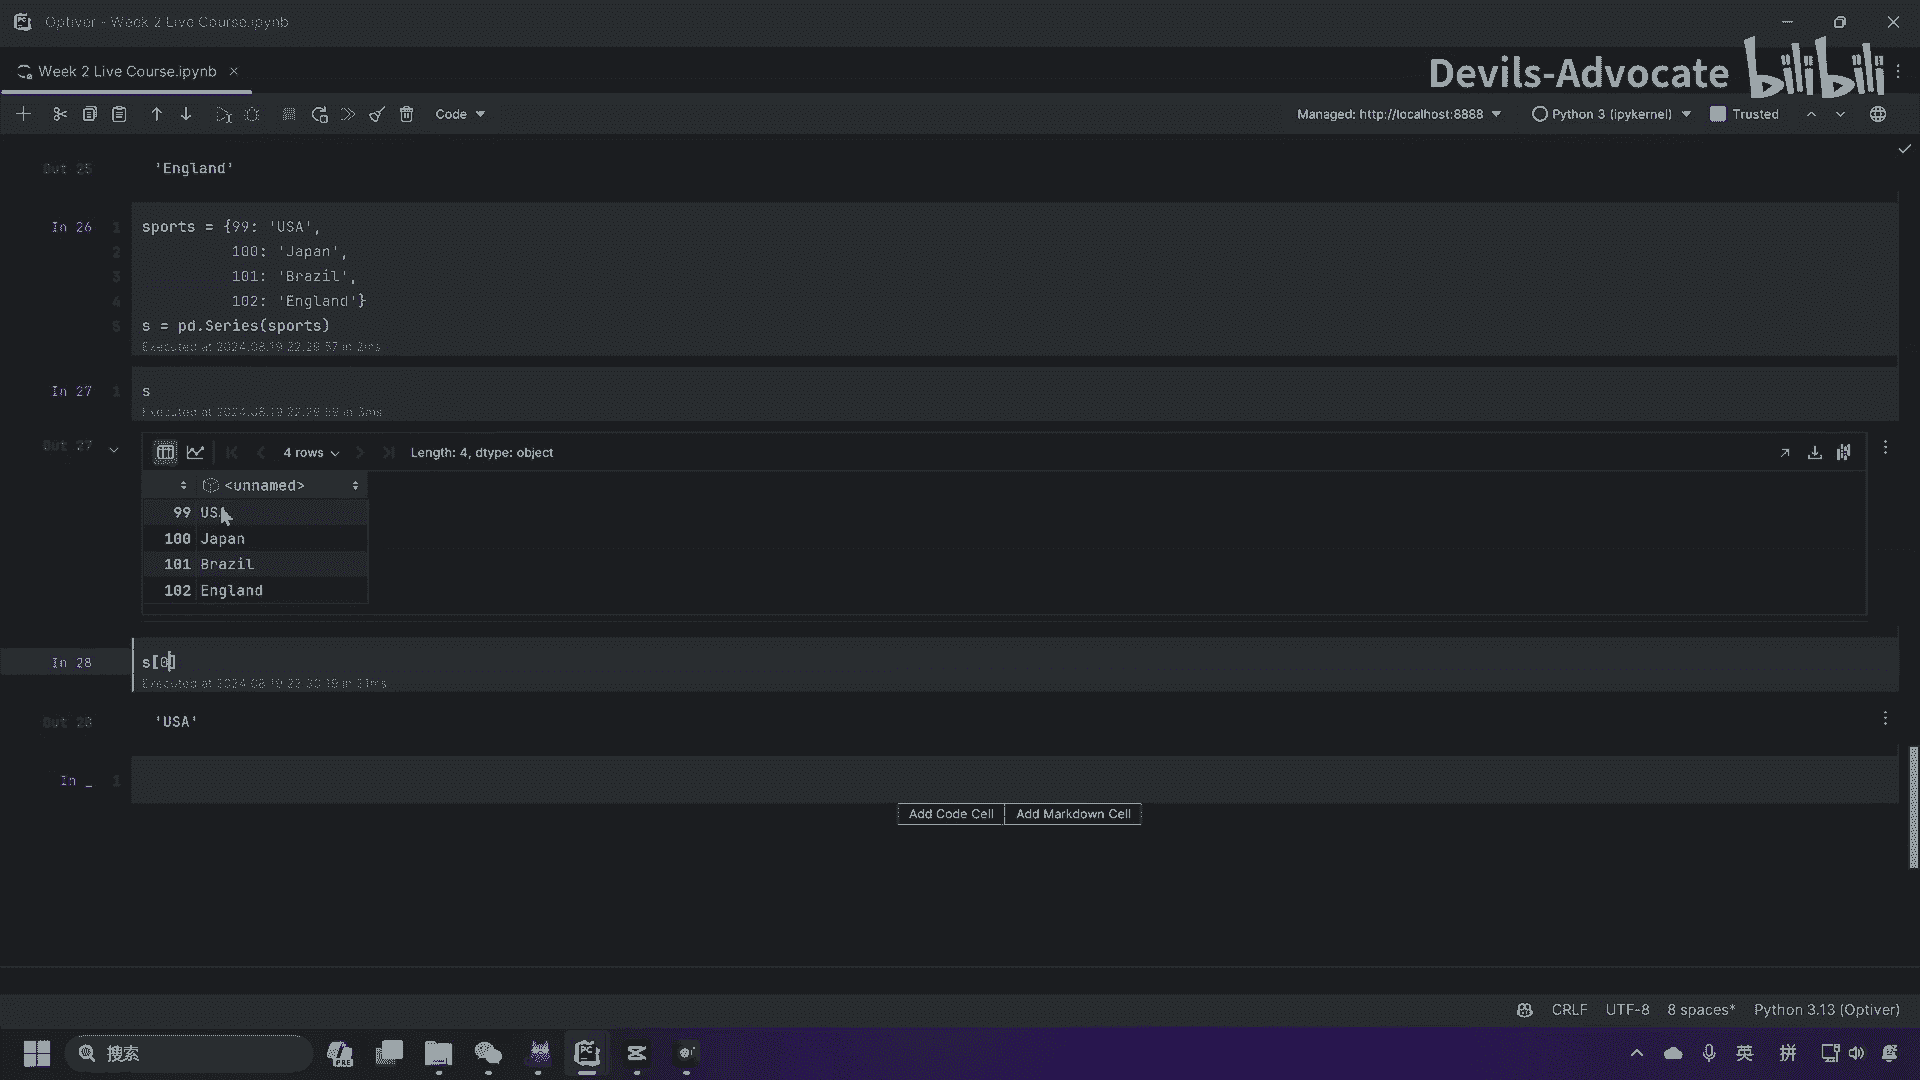 Optiver - Week 2 Live Course.ipynb
Week 2 Live Course.ipynb
Devils-Advocate bilibili
Code
Managed: http://localhost:8888
Python 3 (ipykernel)
Trusted
Out 25
'England'
In 26
1 sports = {99: 'USA',
2 100: 'Japan',
3 101: 'Brazil',
4 102: 'England'}
5 s = pd.Series(sports)
Executed at 2024.08.19 22:29:57 in 2ms
In 27
1 s
Executed at 2024.08.19 22:29:59 in
Out 27
4 rows
Length: 4, dtype: object
<unnamed>
99 USA
100 Japan
101 Brazil
102 England
In 28
s[0]
Executed at 2024.08.19 in
Out 28
'USA'
In _ 1
Add Code Cell
Add Markdown Cell
CRLF UTF-8 8 spaces* Python 3.13 (Optiver)
搜索
PRE
PC
英
拼